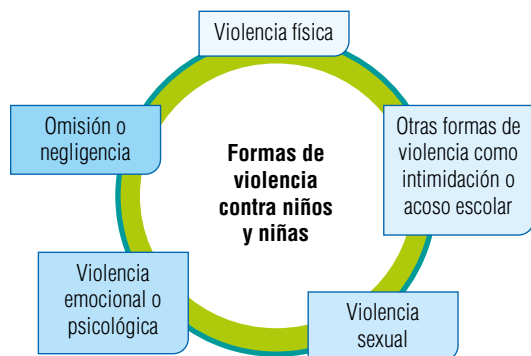 Violencia física
Omisión o
negligencia
Formas de
violencia
contra niños
y niñas
Otras formas de
violencia como
intimidación o
acoso escolar
Violencia
emocional o
psicológica
Violencia
sexual